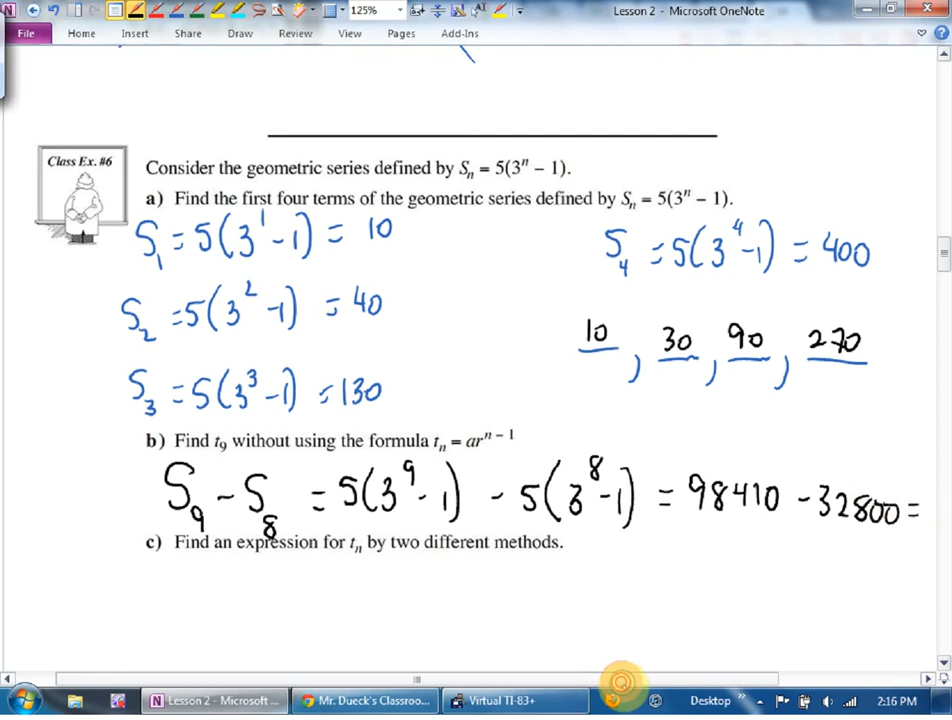 Lesson 2 - Microsoft OneNote
125%
File Home Insert Share Draw Review View Pages Add-Ins
Class Ex. #6
Consider the geometric series defined by Sₙ = 5(3ⁿ – 1).
a) Find the first four terms of the geometric series defined by Sₙ = 5(3ⁿ – 1).
S₁ = 5(3¹ - 1) = 10
S₄ = 5(3⁴ - 1) = 400
S₂ = 5(3² - 1) = 40
10, 30, 90, 270
S₃ = 5(3³ - 1) = 130
b) Find t₉ without using the formula tₙ = arⁿ⁻¹
S₉ - S₈ = 5(3⁹ - 1) - 5(3⁸ - 1) = 98410 - 32800 =
c) Find an expression for tₙ by two different methods.
Lesson 2 - Microsoft ... Mr. Dueck's Classroo... Virtual TI-83+ Desktop 2:16 PM